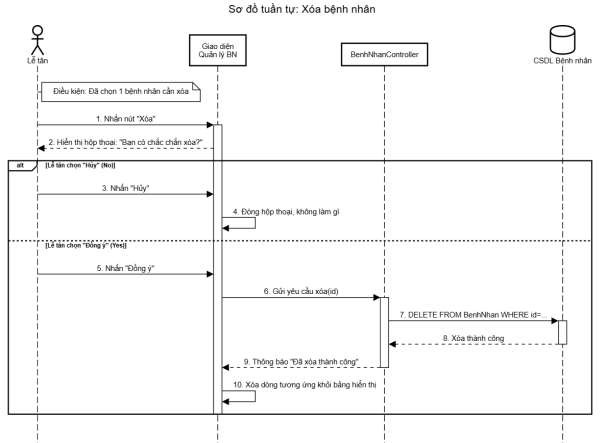 Sơ đồ tuần tự: Xóa bệnh nhân
Lễ tân
Giao diện
Quản lý BN
BenhNhanController
CSDL Bệnh nhân
Điều kiện: Đã chọn 1 bệnh nhân cần xóa
1. Nhấn nút "Xóa"
2. Hiển thị hộp thoại: "Bạn có chắc chắn xóa?"
alt
[Lễ tân chọn "Hủy" (No)]
3. Nhấn "Hủy"
4. Đóng hộp thoại, không làm gì
[Lễ tân chọn "Đồng ý" (Yes)]
5. Nhấn "Đồng ý"
6. Gửi yêu cầu xóa(id)
7. DELETE FROM BenhNhan WHERE id=...
8. Xóa thành công
9. Thông báo "Đã xóa thành công"
10. Xóa dòng tương ứng khỏi bảng hiển thị